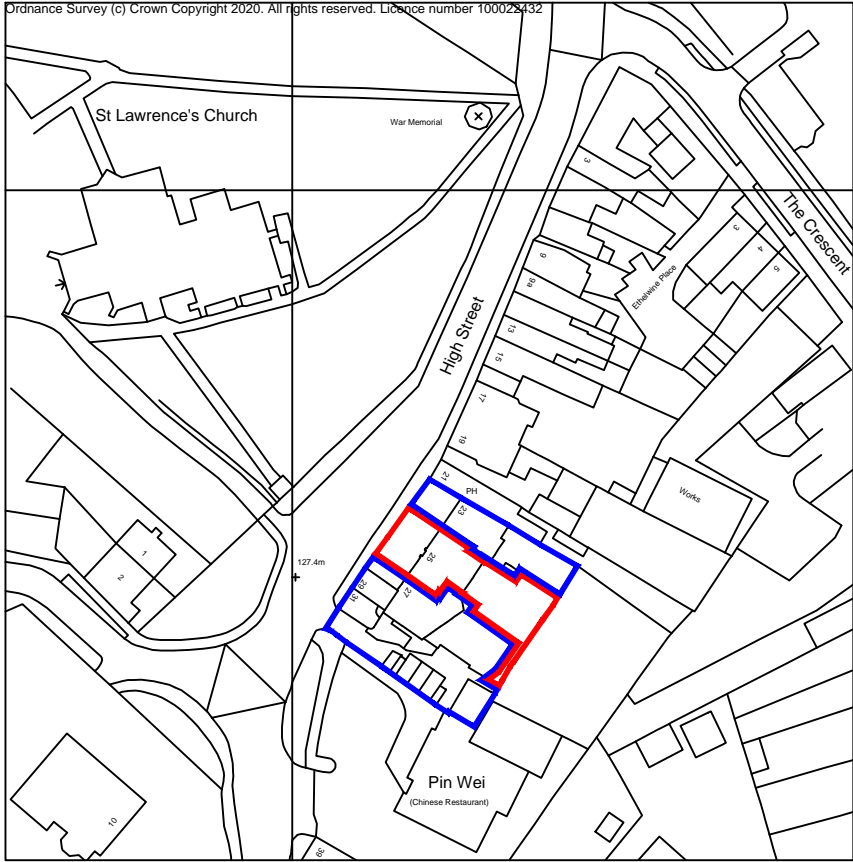 Ordnance Survey (c) Crown Copyright 2020. All rights reserved. Licence number 100022432
St Lawrence's Church
War Memorial
3
The Crescent
3
4
5
Ethelwine Place
9
9a
High Street
13
15
17
19
21
PH
23
Works
25
127.4m
1
2
29
27
31
Pin Wei
(Chinese Restaurant)
10
39